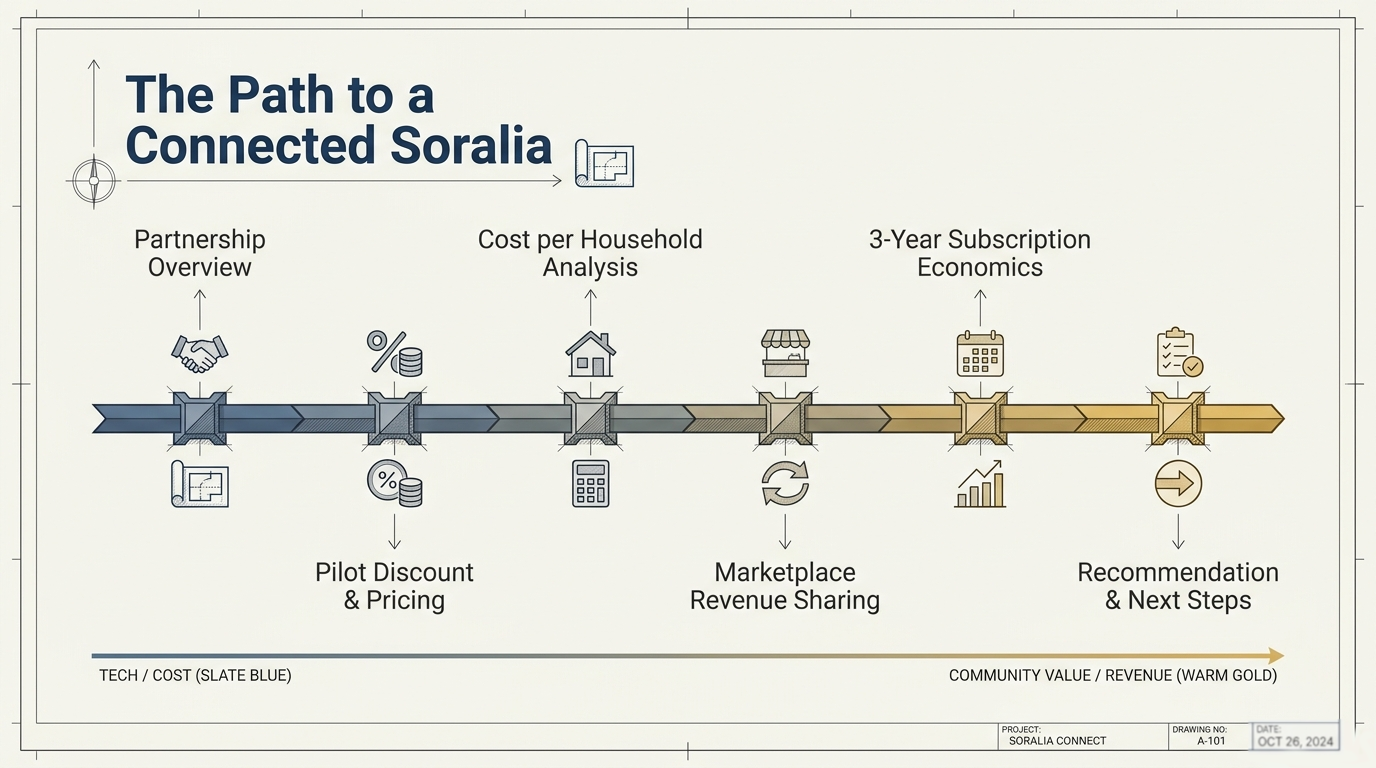 The Path to a
Connected Soralia
Partnership
Overview
Cost per Household
Analysis
3-Year Subscription
Economics
%
Pilot Discount
& Pricing
Marketplace
Revenue Sharing
Recommendation
& Next Steps
TECH / COST (SLATE BLUE)
COMMUNITY VALUE / REVENUE (WARM GOLD)
PROJECT:
SORALIA CONNECT
DRAWING NO:
A-101
DATE:
OCT 26, 2024